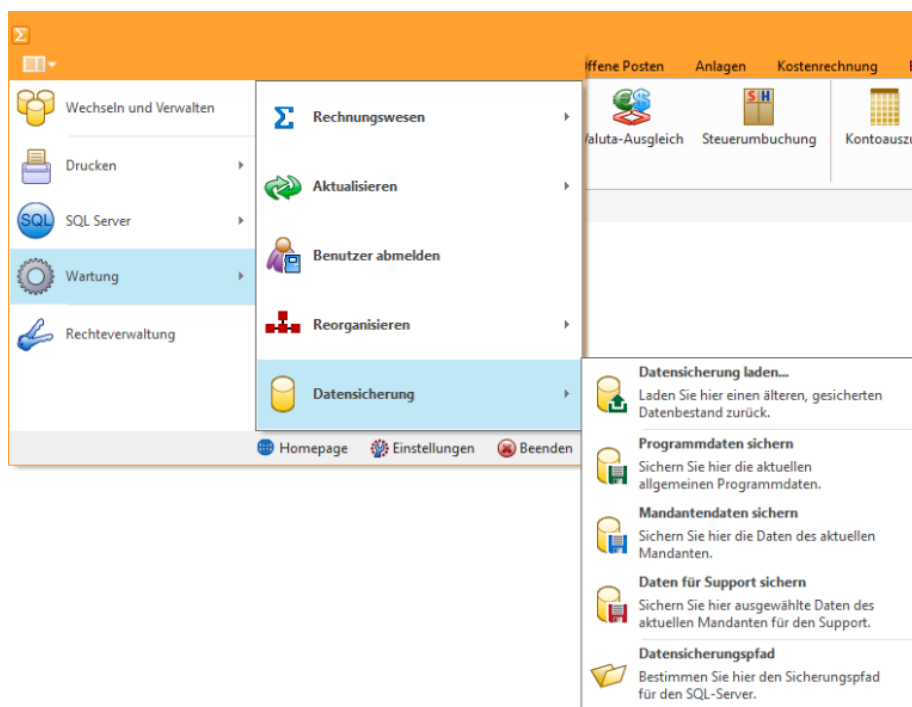 Offene Posten Anlagen Kostenrechnung
Valuta-Ausgleich Steuerumbuchung
S H
Wechseln und Verwalten
Drucken
SQL SQL Server
Wartung
Rechteverwaltung
Σ Rechnungswesen
Aktualisieren
Benutzer abmelden
Reorganisieren
Datensicherung
Homepage Einstellungen Beenden
Datensicherung laden...
Laden Sie hier einen älteren, gesicherten
Datenbestand zurück.
Programmdaten sichern
Sichern Sie hier die aktuellen
allgemeinen Programmdaten.
Mandantendaten sichern
Sichern Sie hier die Daten des aktuellen
Mandanten.
Daten für Support sichern
Sichern Sie hier ausgewählte Daten des
aktuellen Mandanten für den Support.
Datensicherungspfad
Bestimmen Sie hier den Sicherungspfad
für den SQL-Server.